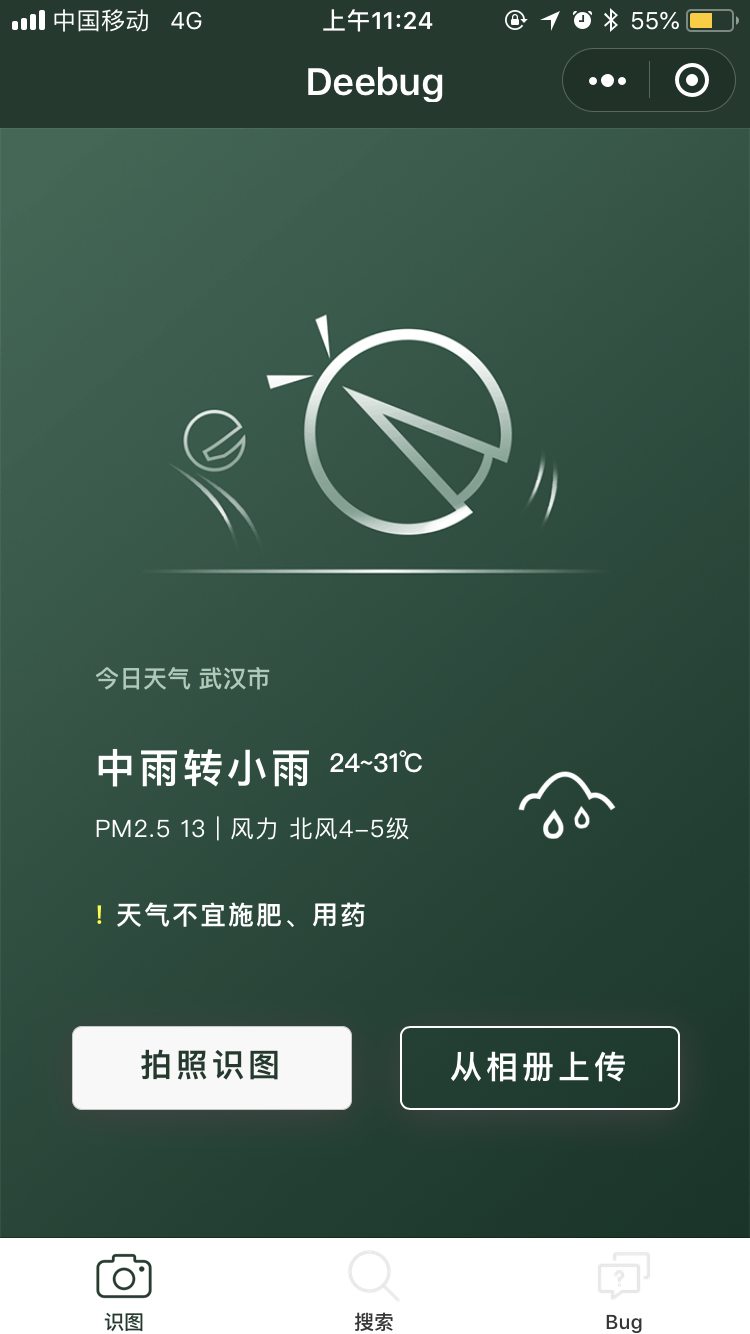 中国移动 4G 上午11:24 55%
Deebug
今日天气 武汉市
中雨转小雨 24~31℃
PM2.5 13 | 风力 北风4-5级
! 天气不宜施肥、用药
拍照识图 从相册上传
识图 搜索 Bug